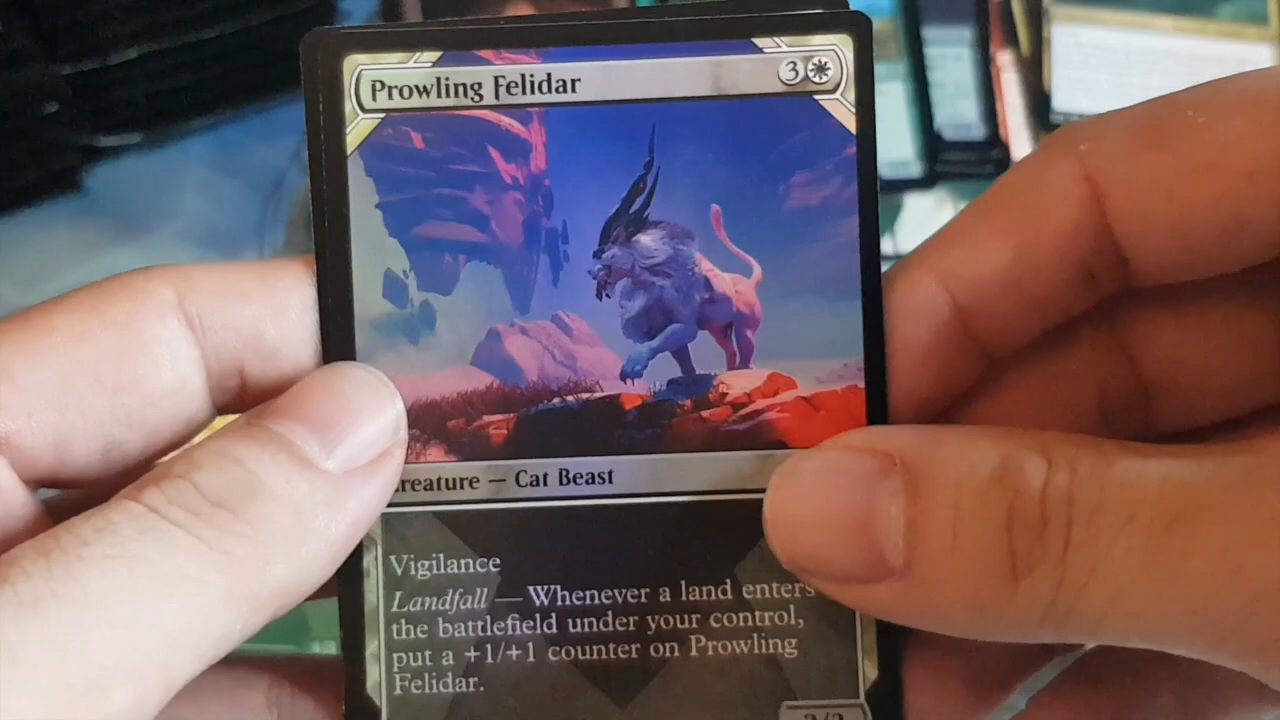 Prowling Felidar 3
reature — Cat Beast
Vigilance
Landfall — Whenever a land enters
the battlefield under your control,
put a +1/+1 counter on Prowling
Felidar.